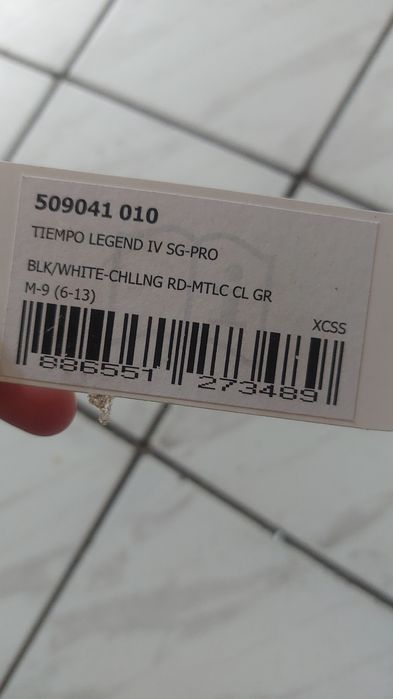 509041 010
TIEMPO LEGEND IV SG-PRO
BLK/WHITE-CHLLNG RD-MTLC CL GR
M-9 (6-13)
XCSS
886551 273489